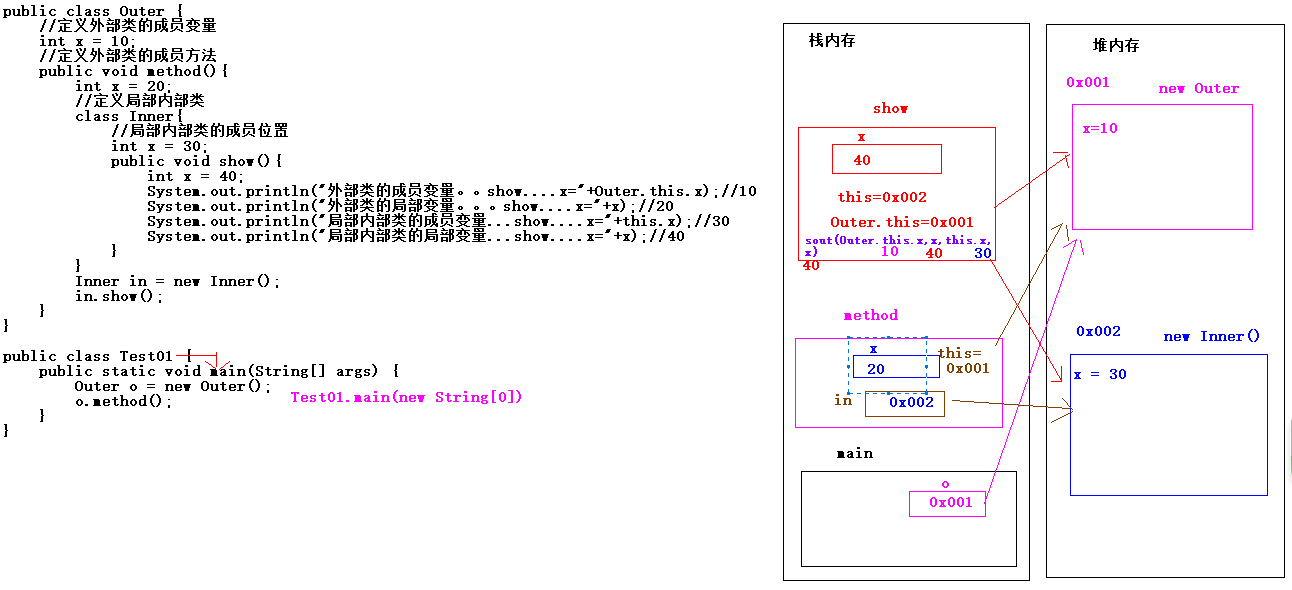 public class Outer {
//定义外部类的成员变量
int x = 10;
//定义外部类的成员方法
public void method(){
int x = 20;
//定义局部内部类
class Inner{
//局部内部类的成员位置
int x = 30;
public void show(){
int x = 40;
System.out.println("外部类的成员变量。。show....x="+Outer.this.x);//10
System.out.println("外部类的局部变量。。。show....x="+x);//20
System.out.println("局部内部类的成员变量...show....x="+this.x);//30
System.out.println("局部内部类的局部变量...show....x="+x);//40
}
}
Inner in = new Inner();
in.show();
}
}
public class Test01 {
public static void main(String[] args) {
Outer o = new Outer();
o.method();
}
}
Test01.main(new String[0])
栈内存
show
x
40
this=0x002
Outer.this=0x001
sout(Outer.this.x,x,this.x,
x)
10
40
30
40
method
x
20
this=
0x001
in
0x002
main
o
0x001
堆内存
0x001
new Outer
x=10
0x002
new Inner()
x = 30